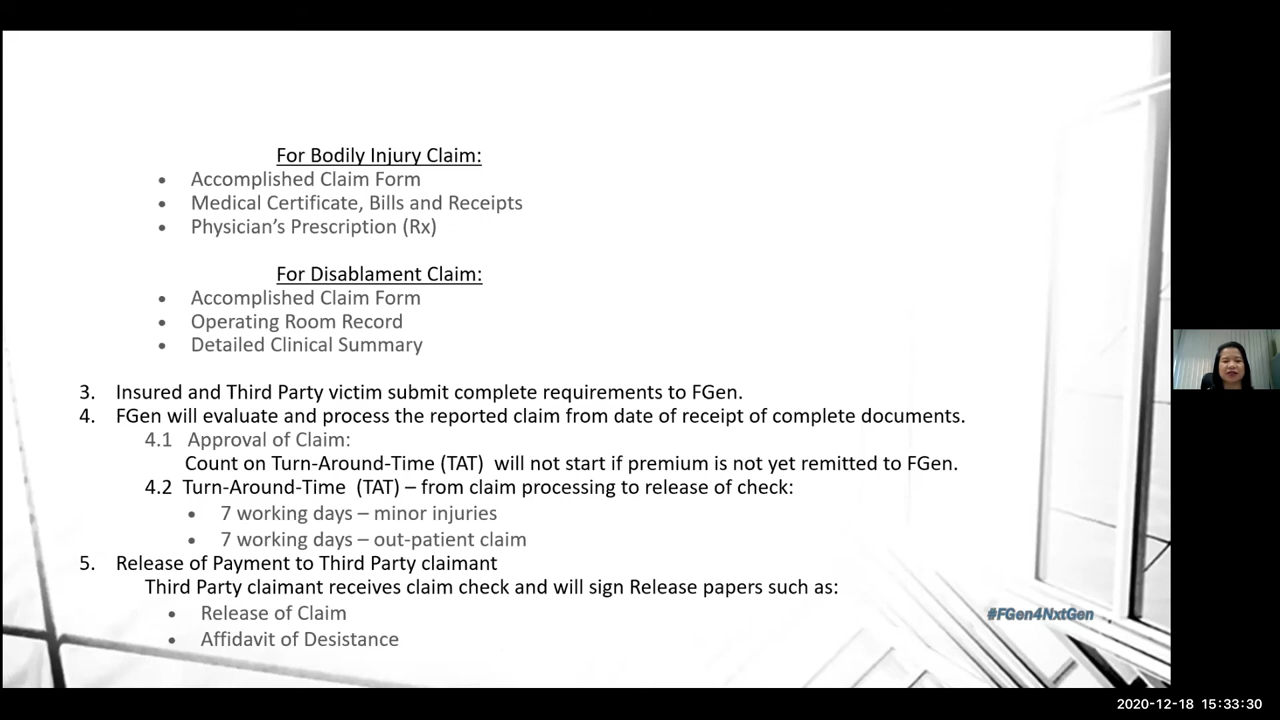 For Bodily Injury Claim:
• Accomplished Claim Form
• Medical Certificate, Bills and Receipts
• Physician's Prescription (Rx)
For Disablament Claim:
• Accomplished Claim Form
• Operating Room Record
• Detailed Clinical Summary
3. Insured and Third Party victim submit complete requirements to FGen.
4. FGen will evaluate and process the reported claim from date of receipt of complete documents.
4.1 Approval of Claim:
Count on Turn-Around-Time (TAT) will not start if premium is not yet remitted to FGen.
4.2 Turn-Around-Time (TAT) – from claim processing to release of check:
• 7 working days – minor injuries
• 7 working days – out-patient claim
5. Release of Payment to Third Party claimant
Third Party claimant receives claim check and will sign Release papers such as:
• Release of Claim
• Affidavit of Desistance
#FGen4NxtGen
2020-12-18 15:33:30